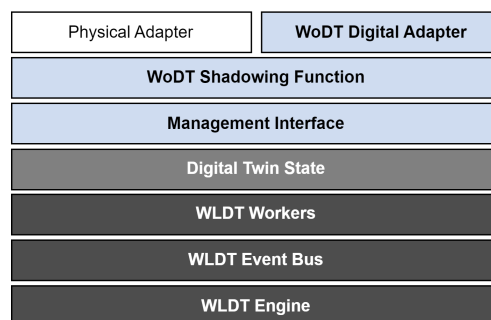 Physical Adapter
WoDT Digital Adapter
WoDT Shadowing Function
Management Interface
Digital Twin State
WLDT Workers
WLDT Event Bus
WLDT Engine